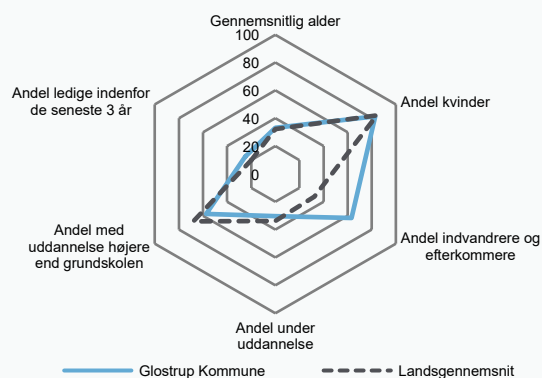 Gennemsnitlig alder
100
80
60
40
20
0
Andel kvinder
Andel indvandrere og
efterkommere
Andel under
uddannelse
Andel med
uddannelse højere
end grundskolen
Andel ledige indenfor
de seneste 3 år
Glostrup Kommune
Landsgennemsnit